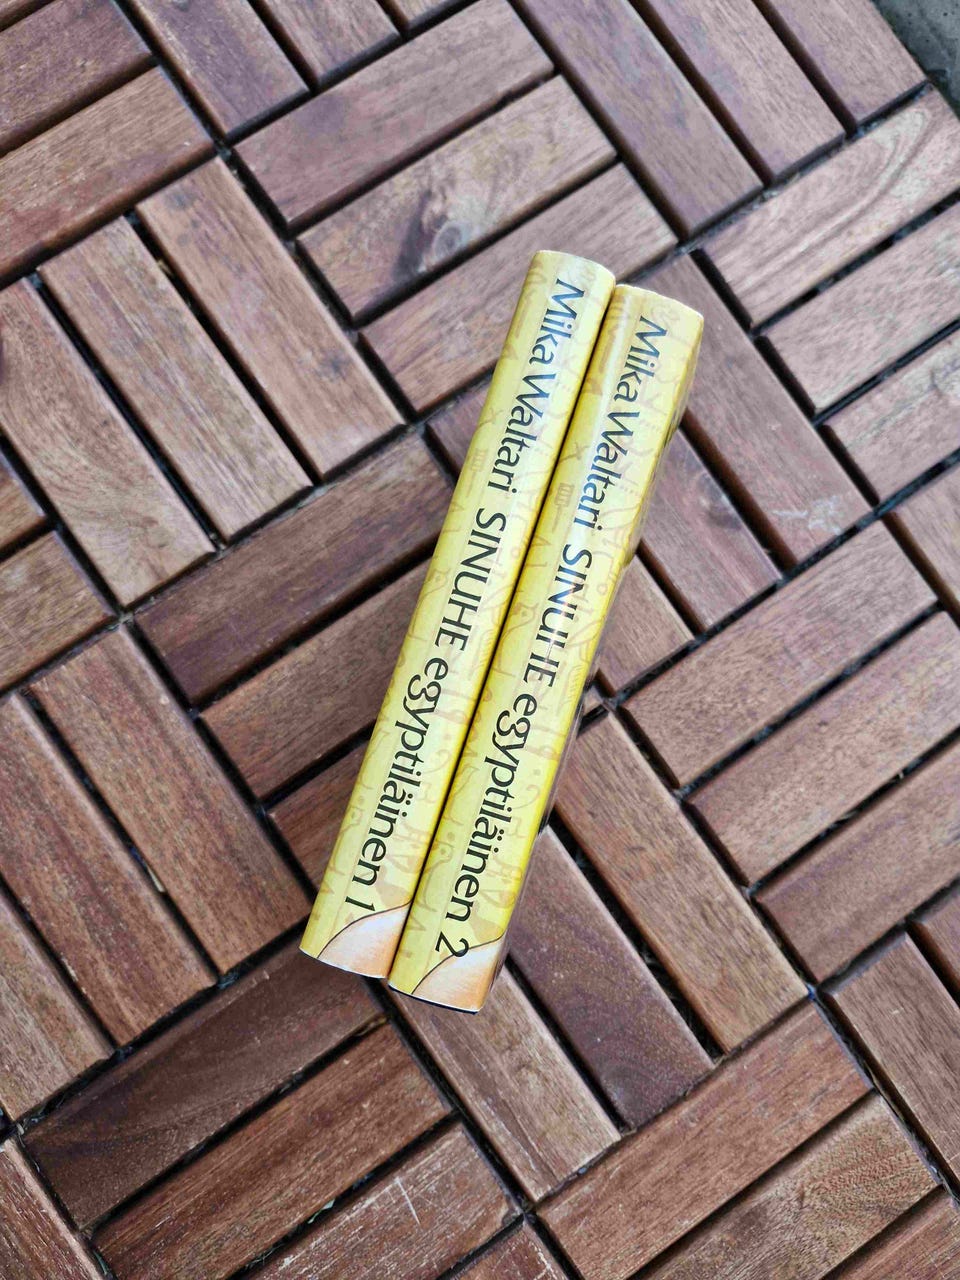 Mika Waltari SINUHE egyptiläinen 1
Mika Waltari SINUHE egyptiläinen 2